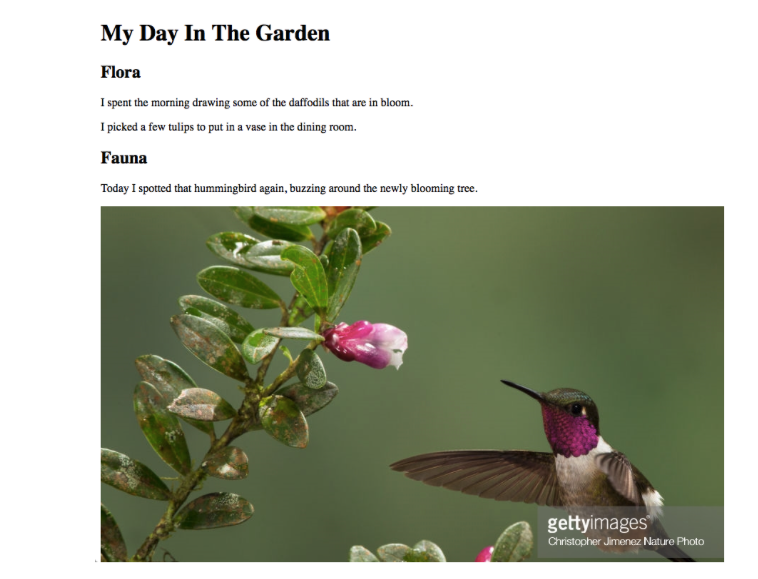 My Day In The Garden
Flora
I spent the morning drawing some of the daffodils that are in bloom.
I picked a few tulips to put in a vase in the dining room.
Fauna
Today I spotted that hummingbird again, buzzing around the newly blooming tree.
gettyimages
Christopher Jimenez Nature Photo